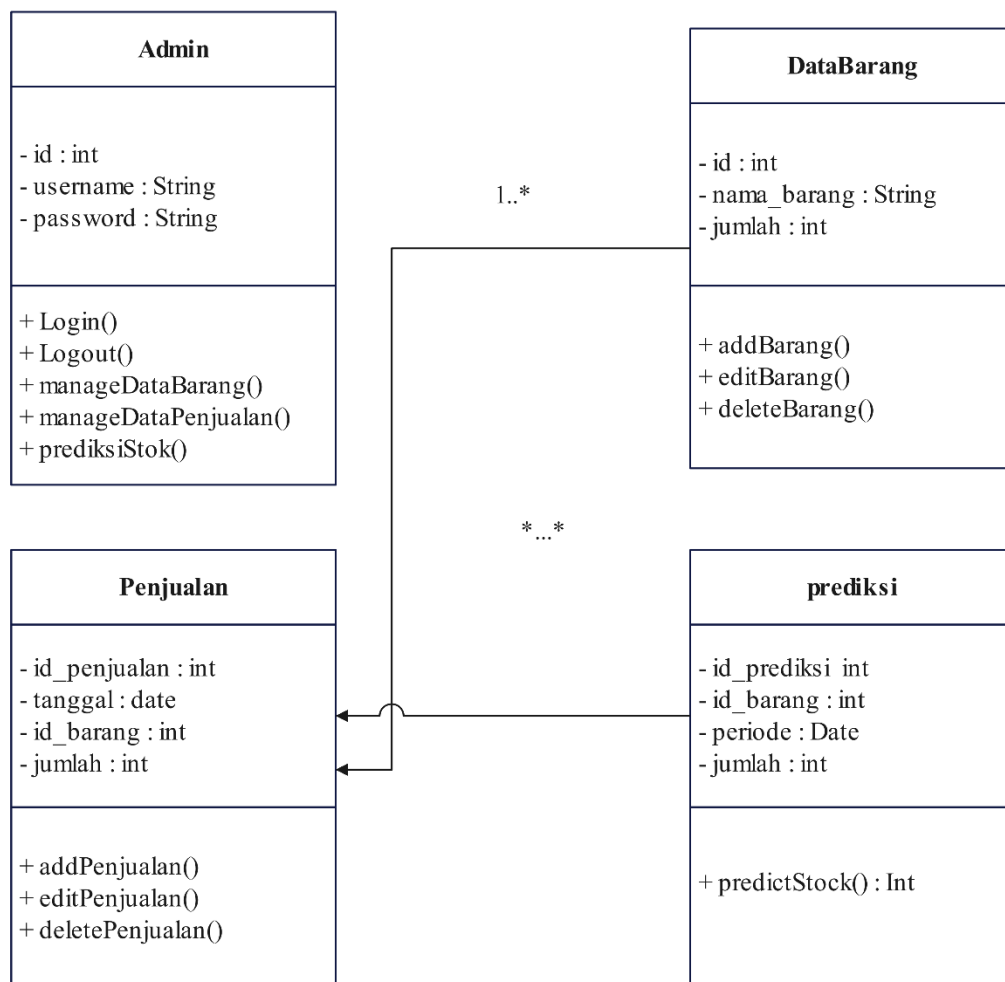 Admin
- id : int
- username : String
- password : String
+ Login()
+ Logout()
+ manageDataBarang()
+ manageDataPenjualan()
+ prediksiStok()
1..*
DataBarang
- id : int
- nama_barang : String
- jumlah : int
+ addBarang()
+ editBarang()
+ deleteBarang()
*...*
Penjualan
- id_penjualan : int
- tanggal : date
- id_barang : int
- jumlah : int
+ addPenjualan()
+ editPenjualan()
+ deletePenjualan()
prediksi
- id_prediksi int
- id_barang : int
- periode : Date
- jumlah : int
+ predictStock() : Int